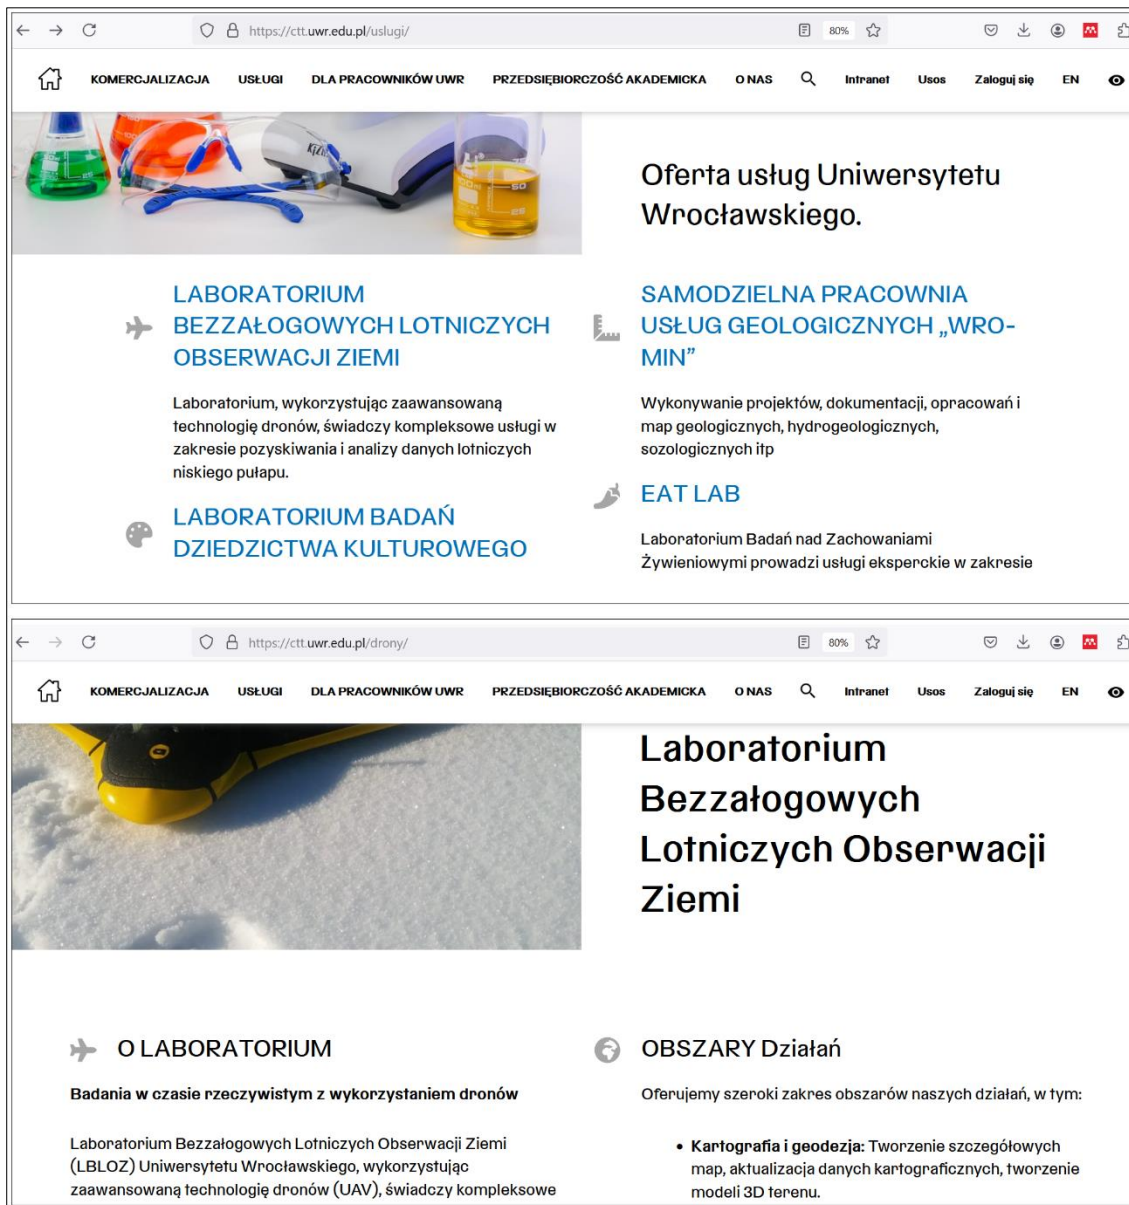 https://ctt.uwr.edu.pl/uslugi/
80%
KOMERCJALIZACJA USŁUGI DLA PRACOWNIKÓW UWR PRZEDSIĘBIORCZOŚĆ AKADEMICKA O NAS Intranet Usos Zaloguj się EN
50
25
Oferta usług Uniwersytetu
Wrocławskiego.
LABORATORIUM
BEZZAŁOGOWYCH LOTNICZYCH
OBSERWACJI ZIEMI
Laboratorium, wykorzystując zaawansowaną
technologię dronów, świadczy kompleksowe usługi w
zakresie pozyskiwania i analizy danych lotniczych
niskiego pułapu.
LABORATORIUM BADAŃ
DZIEDZICTWA KULTUROWEGO
SAMODZIELNA PRACOWNIA
USŁUG GEOLOGICZNYCH „WRO-
MIN”
Wykonywanie projektów, dokumentacji, opracowań i
map geologicznych, hydrogeologicznych,
sozologicznych itp
EAT LAB
Laboratorium Badań nad Zachowaniami
Żywieniowymi prowadzi usługi eksperckie w zakresie
https://ctt.uwr.edu.pl/drony/
80%
KOMERCJALIZACJA USŁUGI DLA PRACOWNIKÓW UWR PRZEDSIĘBIORCZOŚĆ AKADEMICKA O NAS Intranet Usos Zaloguj się EN
Laboratorium
Bezzałogowych
Lotniczych Obserwacji
Ziemi
O LABORATORIUM
Badania w czasie rzeczywistym z wykorzystaniem dronów
Laboratorium Bezzałogowych Lotniczych Obserwacji Ziemi
(LBLOZ) Uniwersytetu Wrocławskiego, wykorzystując
zaawansowaną technologię dronów (UAV), świadczy kompleksowe
OBSZARY Działań
Oferujemy szeroki zakres obszarów naszych działań, w tym:
• Kartografia i geodezja: Tworzenie szczegółowych
map, aktualizacja danych kartograficznych, tworzenie
modeli 3D terenu.